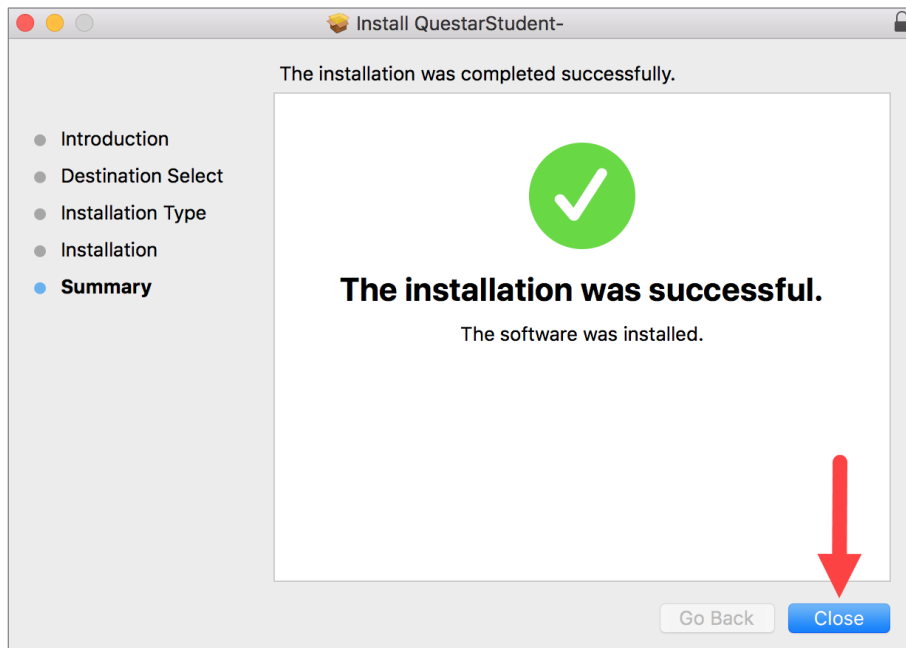 Install QuestarStudent-
The installation was completed successfully.
Introduction
Destination Select
Installation Type
Installation
Summary
The installation was successful.
The software was installed.
Go Back
Close